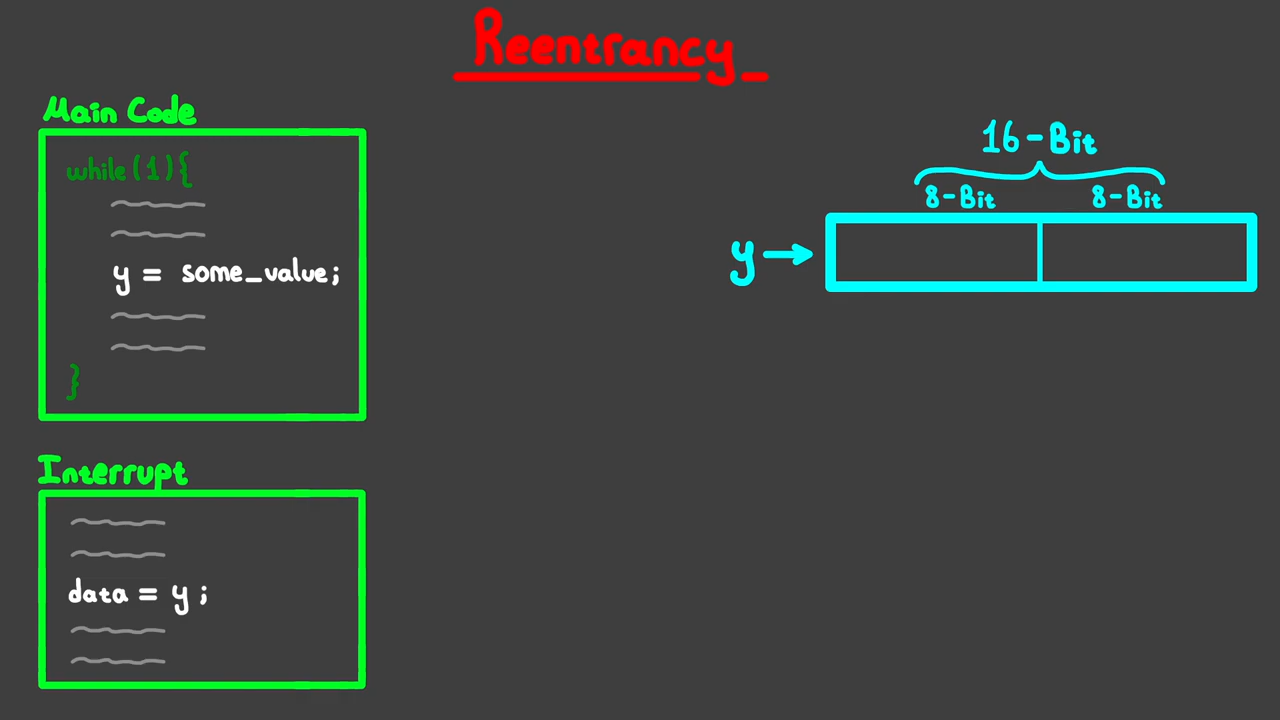 Reentrancy
Main Code
while(1){
y = some_value;
}
Interrupt
data = y;
16-Bit
8-Bit 8-Bit
y →